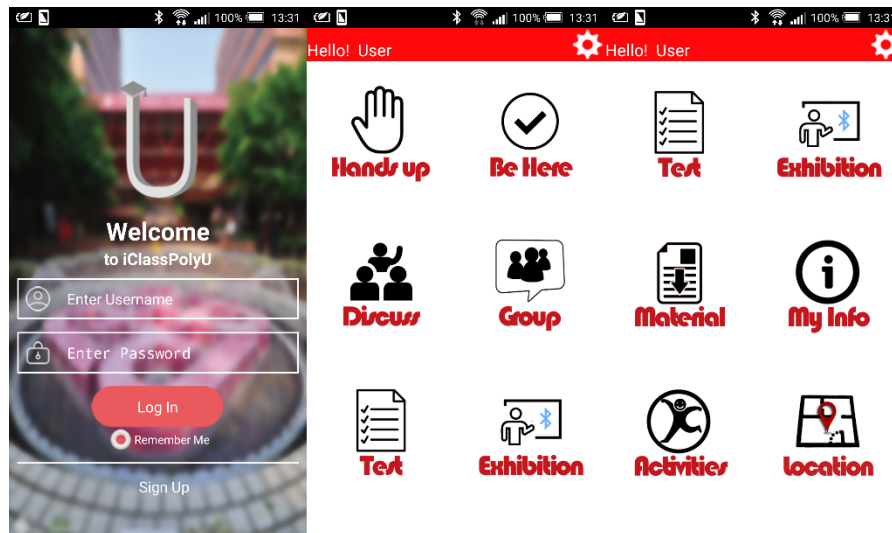 100% 13:31
U
Welcome
to iClassPolyU
Enter Username
Enter Password
Log In
Remember Me
Sign Up
100% 13:31
Hello! User
Hands up
Be Here
Discuss
Group
Test
Exhibition
100% 13:31
Hello! User
Test
Exhibition
Material
My Info
Activities
Location